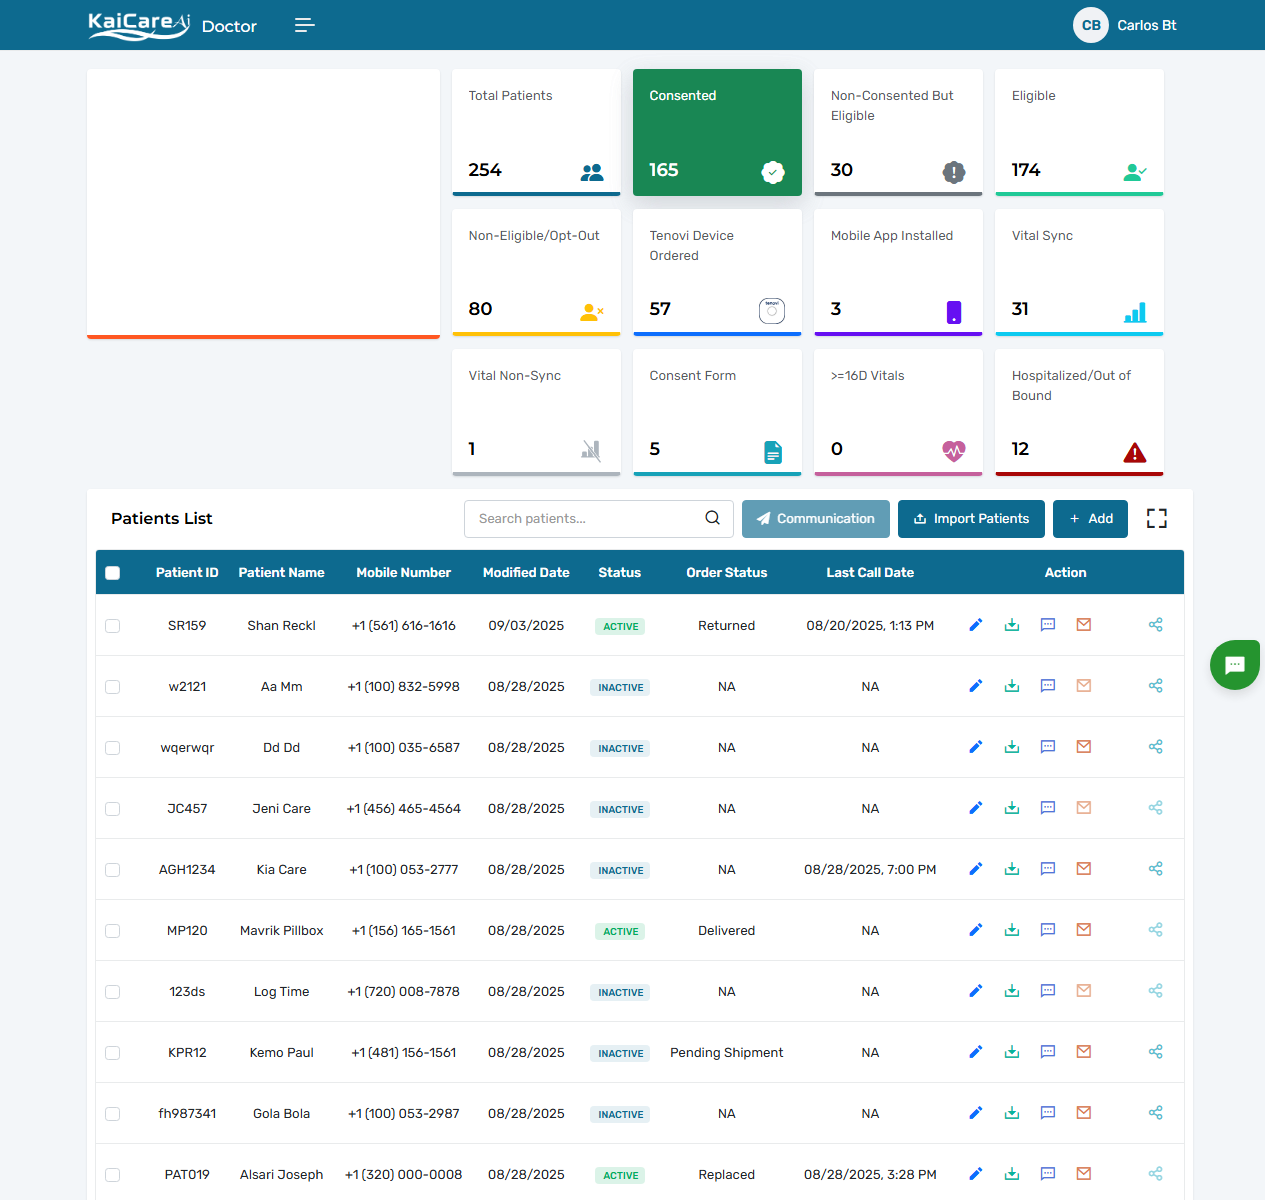 KaiCare Ai Doctor
CB Carlos Bt
Total Patients
254
Consented
165
Non-Consented But
Eligible
30
Eligible
174
Non-Eligible/Opt-Out
80
Tenovi Device
Ordered
57
tenovi
Mobile App Installed
3
Vital Sync
31
Vital Non-Sync
1
Consent Form
5
>=16D Vitals
0
Hospitalized/Out of
Bound
12
Patients List
Search patients...
Communication
Import Patients
+ Add
Patient ID Patient Name Mobile Number Modified Date Status Order Status Last Call Date Action
SR159 Shan Reckl +1 (561) 616-1616 09/03/2025 ACTIVE Returned 08/20/2025, 1:13 PM
w2121 Aa Mm +1 (100) 832-5998 08/28/2025 INACTIVE NA NA
wqerwqr Dd Dd +1 (100) 035-6587 08/28/2025 INACTIVE NA NA
JC457 Jeni Care +1 (456) 465-4564 08/28/2025 INACTIVE NA NA
AGH1234 Kia Care +1 (100) 053-2777 08/28/2025 INACTIVE NA 08/28/2025, 7:00 PM
MP120 Mavrik Pillbox +1 (156) 165-1561 08/28/2025 ACTIVE Delivered NA
123ds Log Time +1 (720) 008-7878 08/28/2025 INACTIVE NA NA
KPR12 Kemo Paul +1 (481) 156-1561 08/28/2025 INACTIVE Pending Shipment NA
fh987341 Gola Bola +1 (100) 053-2987 08/28/2025 INACTIVE NA NA
PAT019 Alsari Joseph +1 (320) 000-0008 08/28/2025 ACTIVE Replaced 08/28/2025, 3:28 PM